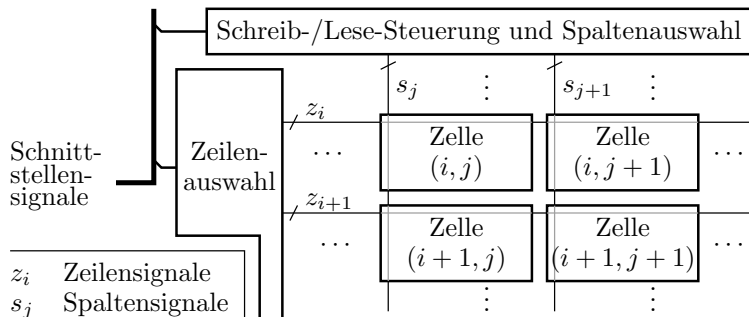 Schreib-/Lese-Steuerung und Spaltenauswahl
s_j ⋮ s_{j+1} ⋮
z_i
Schnitt-
stellen-
signale
Zeilen-
auswahl
...
Zelle
(i, j)
Zelle
(i, j + 1)
...
z_{i+1}
...
Zelle
(i + 1, j)
Zelle
(i + 1, j + 1)
...
⋮ ⋮
z_i Zeilensignale
s_j Spaltensignale